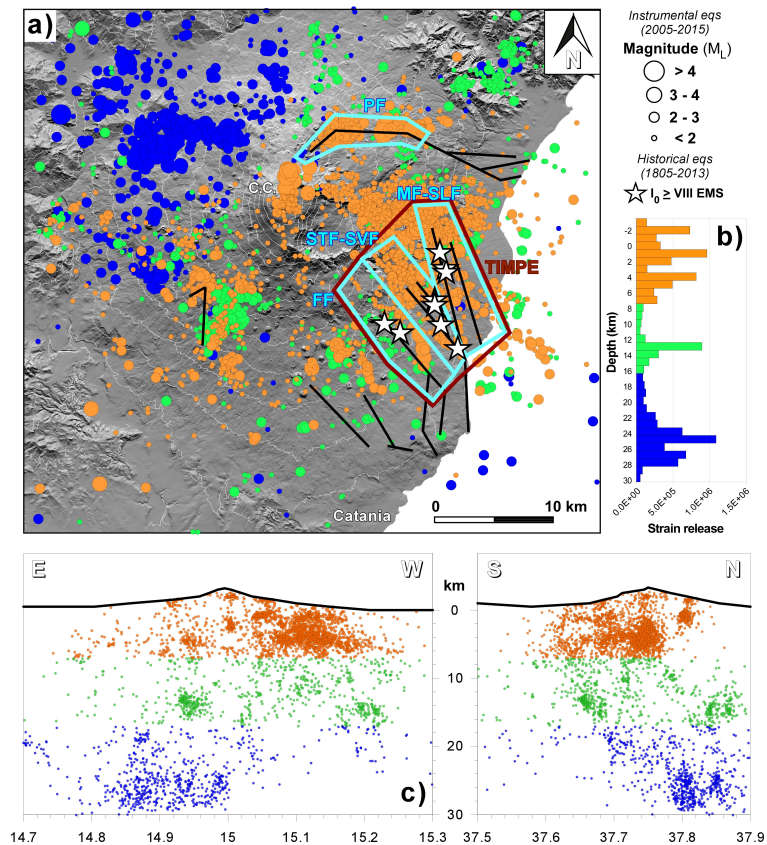 a)
N
PF
C.C.
MF-SLF
STF-SVF
TIMPE
FF
Catania
0 10 km
Instrumental eqs
(2005-2015)
Magnitude (ML)
> 4
3 - 4
2 - 3
< 2
Historical eqs
(1805-2013)
I0 ≥ VIII EMS
b)
Depth (km)
-2
0
2
4
6
8
10
12
14
16
18
20
22
24
26
28
30
0.0E+00
5.0E+05
1.0E+06
1.5E+06
Strain release
E W
km
S N
0
10
20
30
c)
14.7 14.8 14.9 15 15.1 15.2 15.3
37.5 37.6 37.7 37.8 37.9